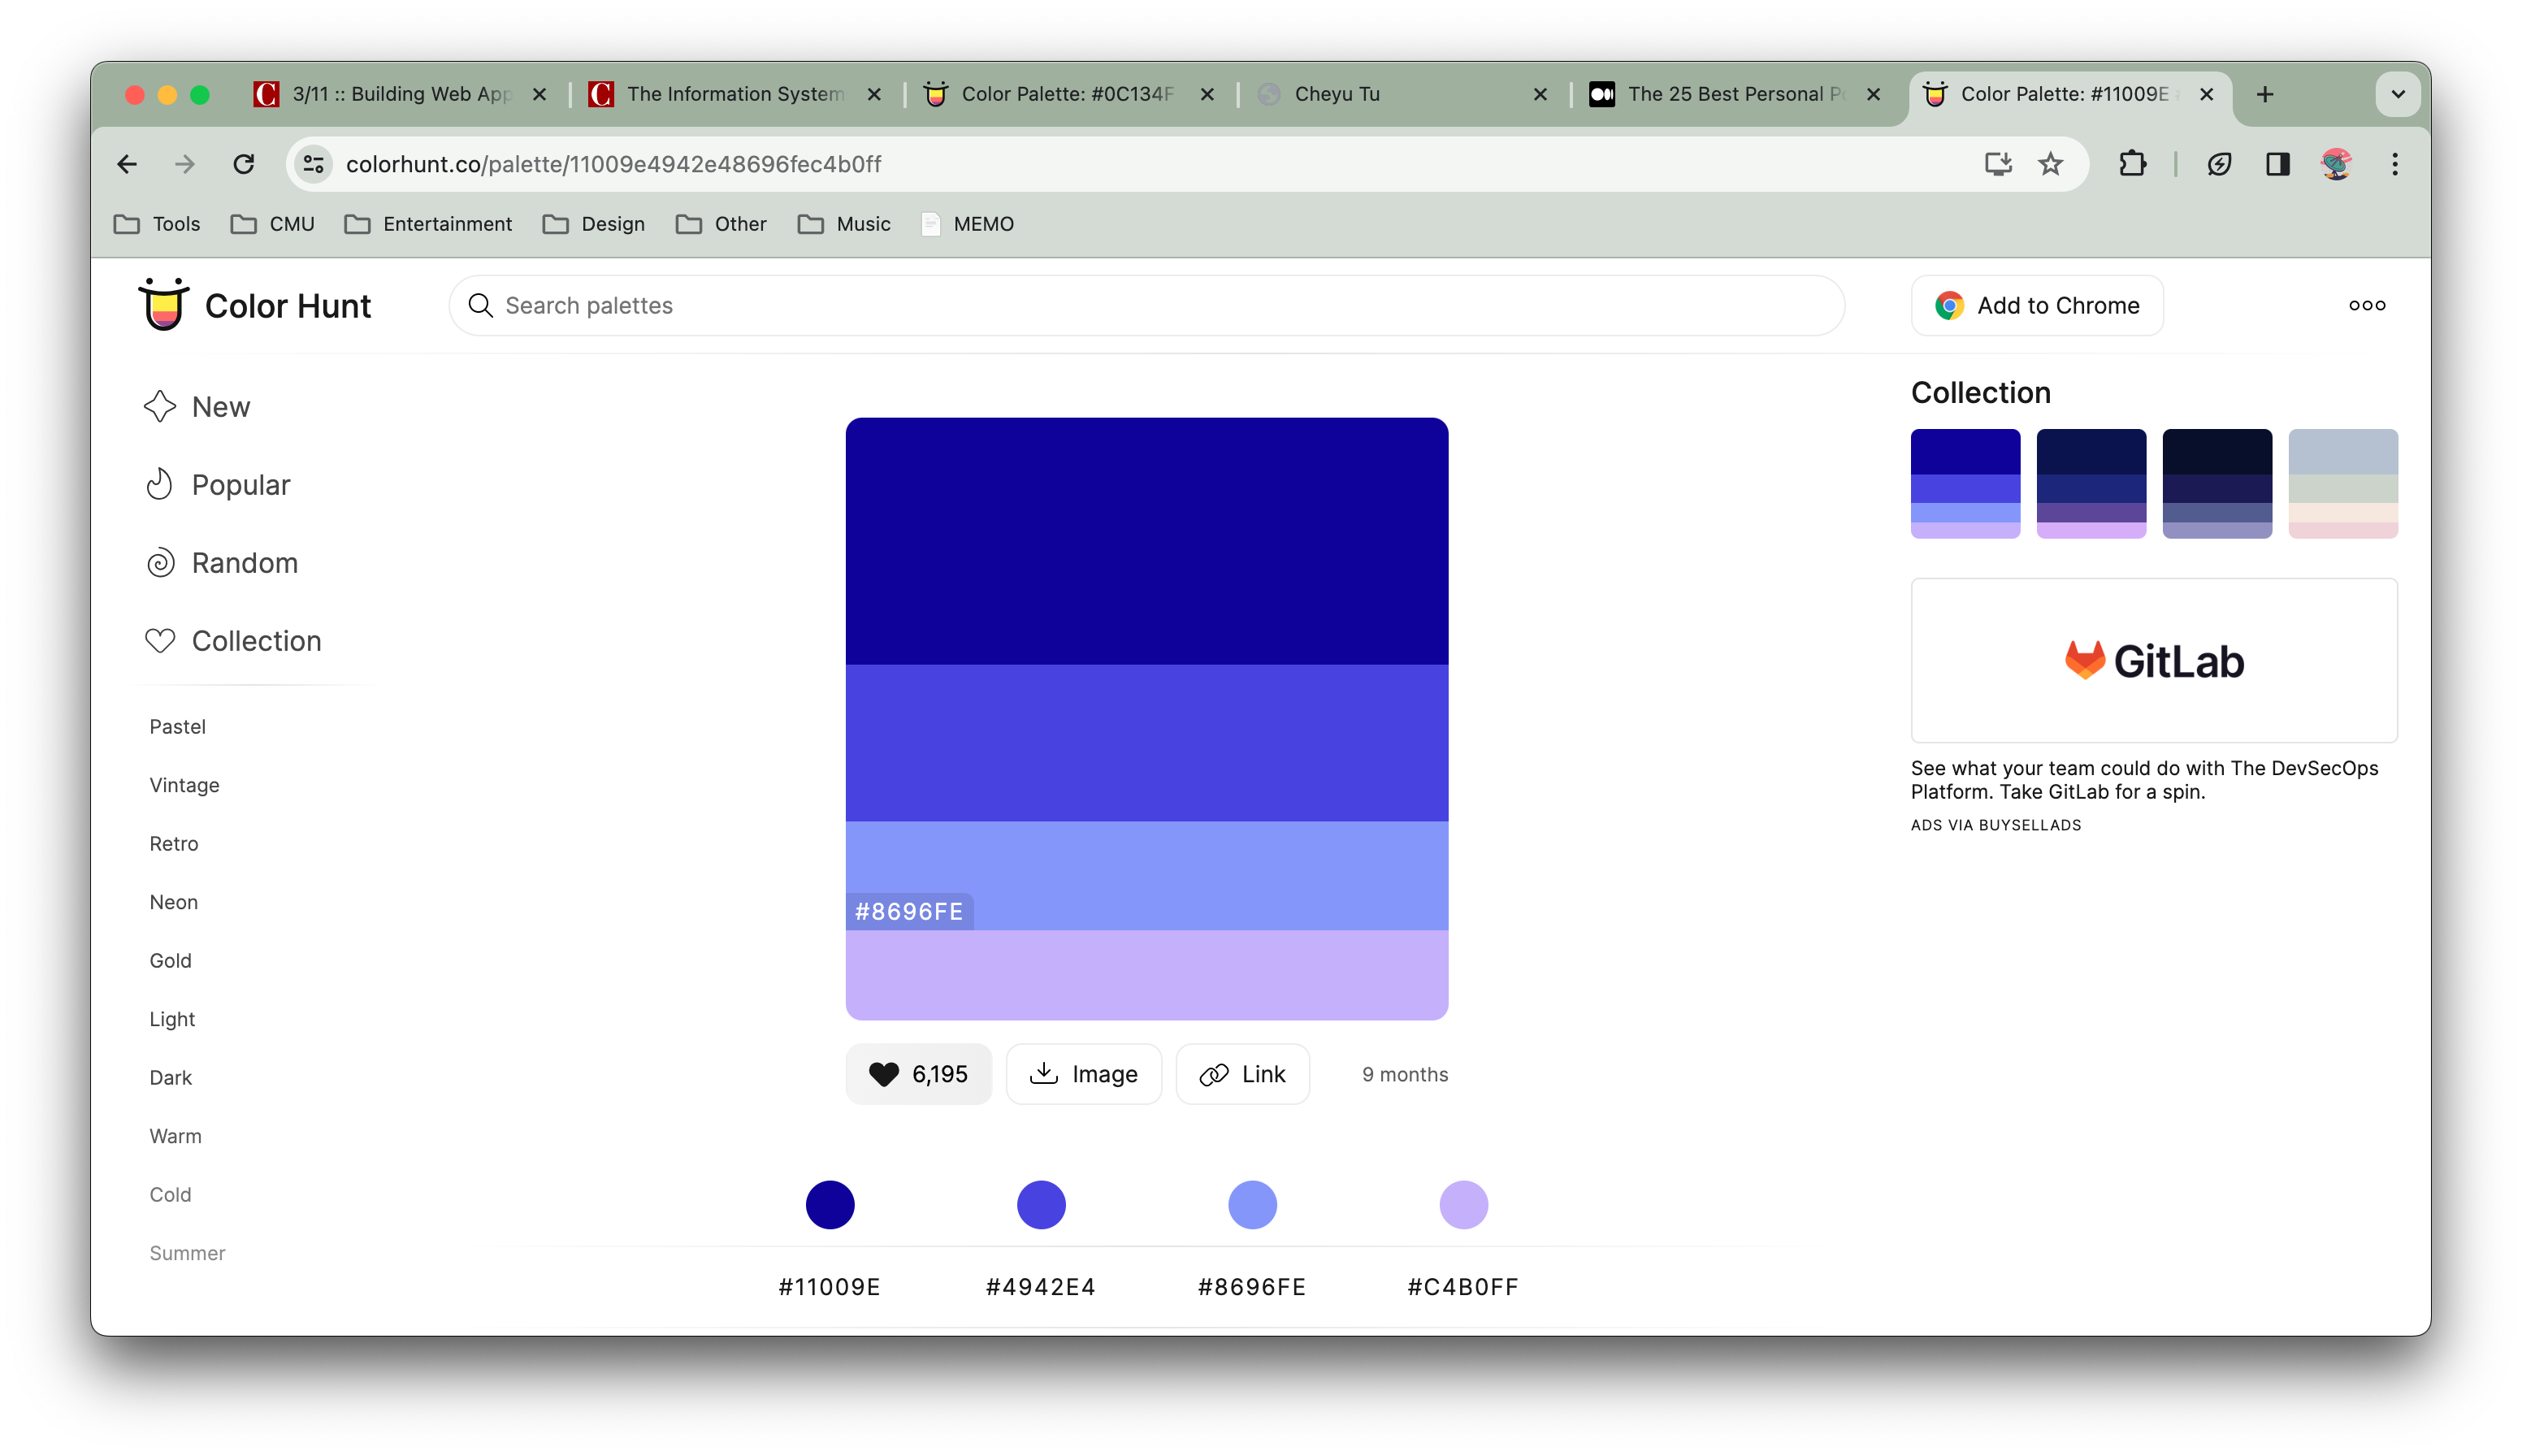 3/11 :: Building Web App
The Information System
Color Palette: #0C134F
Cheyu Tu
The 25 Best Personal Po
Color Palette: #11009E
colorhunt.co/palette/11009e4942e48696fec4b0ff
Tools
CMU
Entertainment
Design
Other
Music
MEMO
Color Hunt
Search palettes
Add to Chrome
New
Popular
Random
Collection
Pastel
Vintage
Retro
Neon
Gold
Light
Dark
Warm
Cold
Summer
#8696FE
6,195
Image
Link
9 months
#11009E
#4942E4
#8696FE
#C4B0FF
Collection
GitLab
See what your team could do with The DevSecOps
Platform. Take GitLab for a spin.
ADS VIA BUYSELLADS